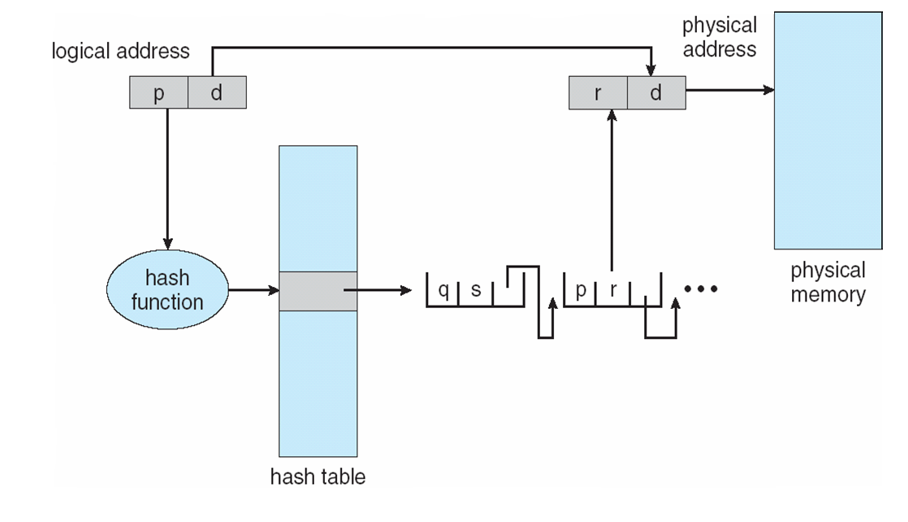 logical address
physical
address
p d
r d
hash
function
q s
p r
•••
physical
memory
hash table